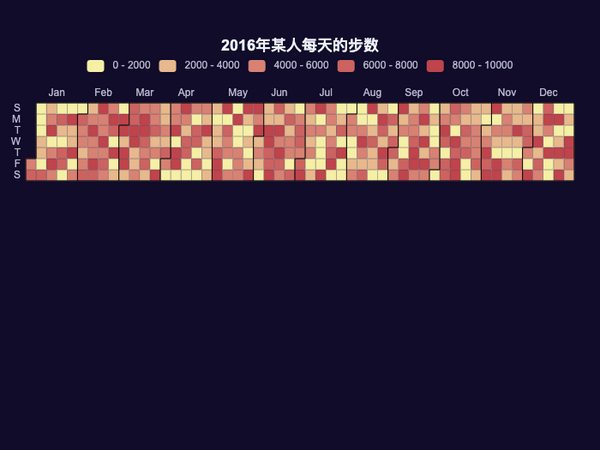 2016年某人每天的步数
0 - 2000 2000 - 4000 4000 - 6000 6000 - 8000 8000 - 10000
Jan Feb Mar Apr May Jun Jul Aug Sep Oct Nov Dec
S
M
T
W
T
F
S